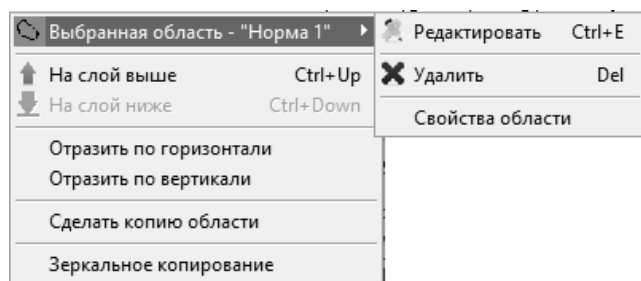 Выбранная область - "Норма 1"
На слой выше Ctrl+Up
На слой ниже Ctrl+Down
Отразить по горизонтали
Отразить по вертикали
Сделать копию области
Зеркальное копирование
Редактировать Ctrl+E
Удалить Del
Свойства области